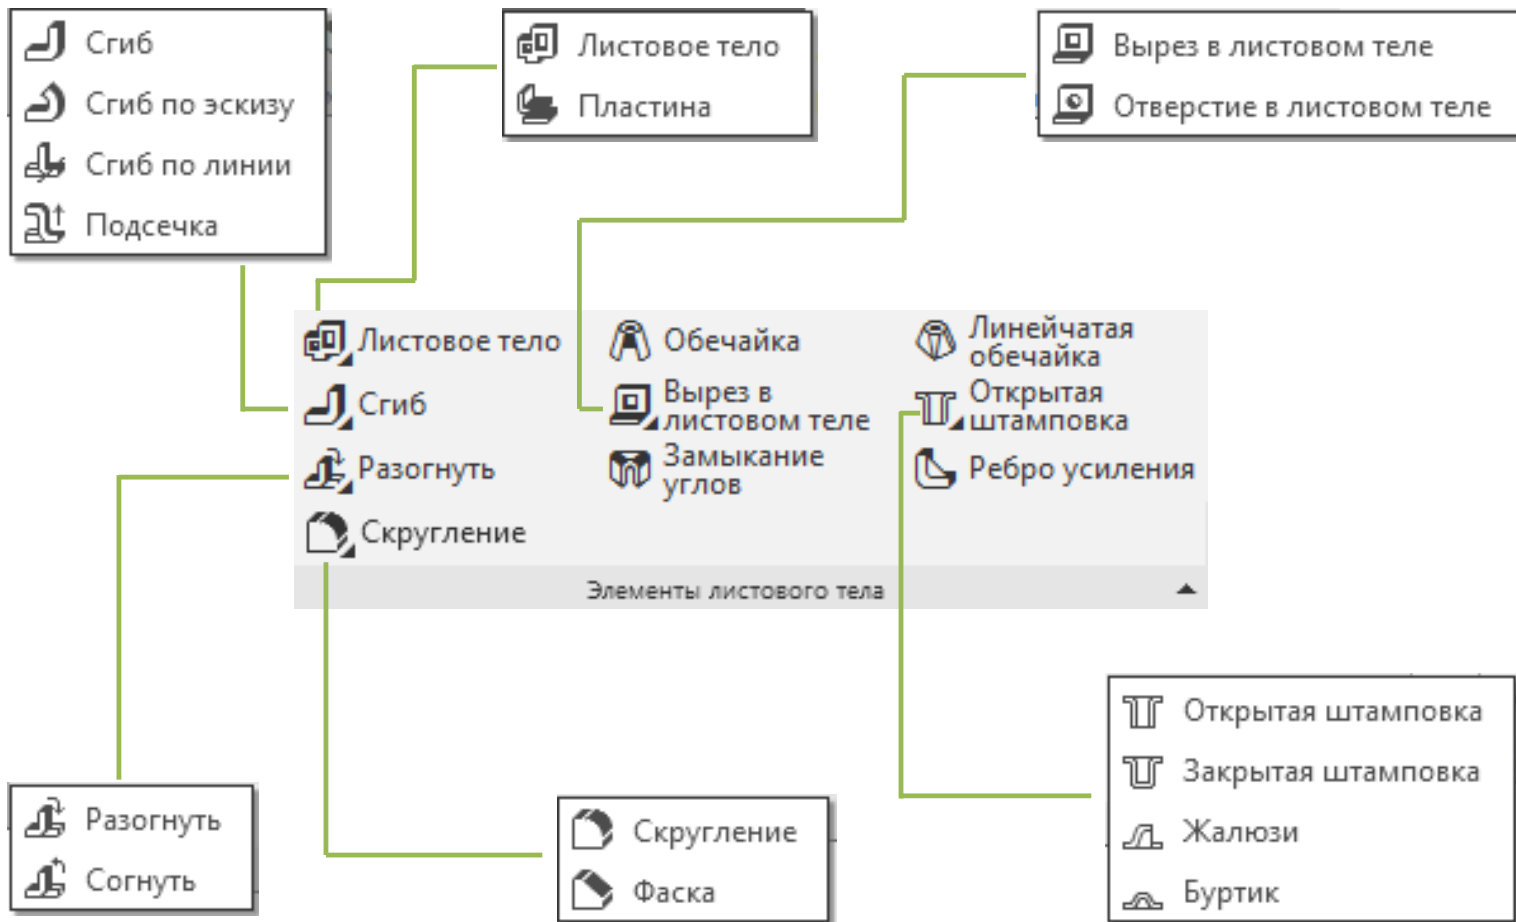 Сгиб
Сгиб по эскизу
Сгиб по линии
Подсечка
Листовое тело
Пластина
Вырез в листовом теле
Отверстие в листовом теле
Листовое тело
Обечайка
Линейчатая
обечайка
Сгиб
Вырез в
листовом теле
Открытая
штамповка
Разогнуть
Замыкание
углов
Ребро усиления
Скругление
Элементы листового тела
Разогнуть
Согнуть
Скругление
Фаска
Открытая штамповка
Закрытая штамповка
Жалюзи
Буртик